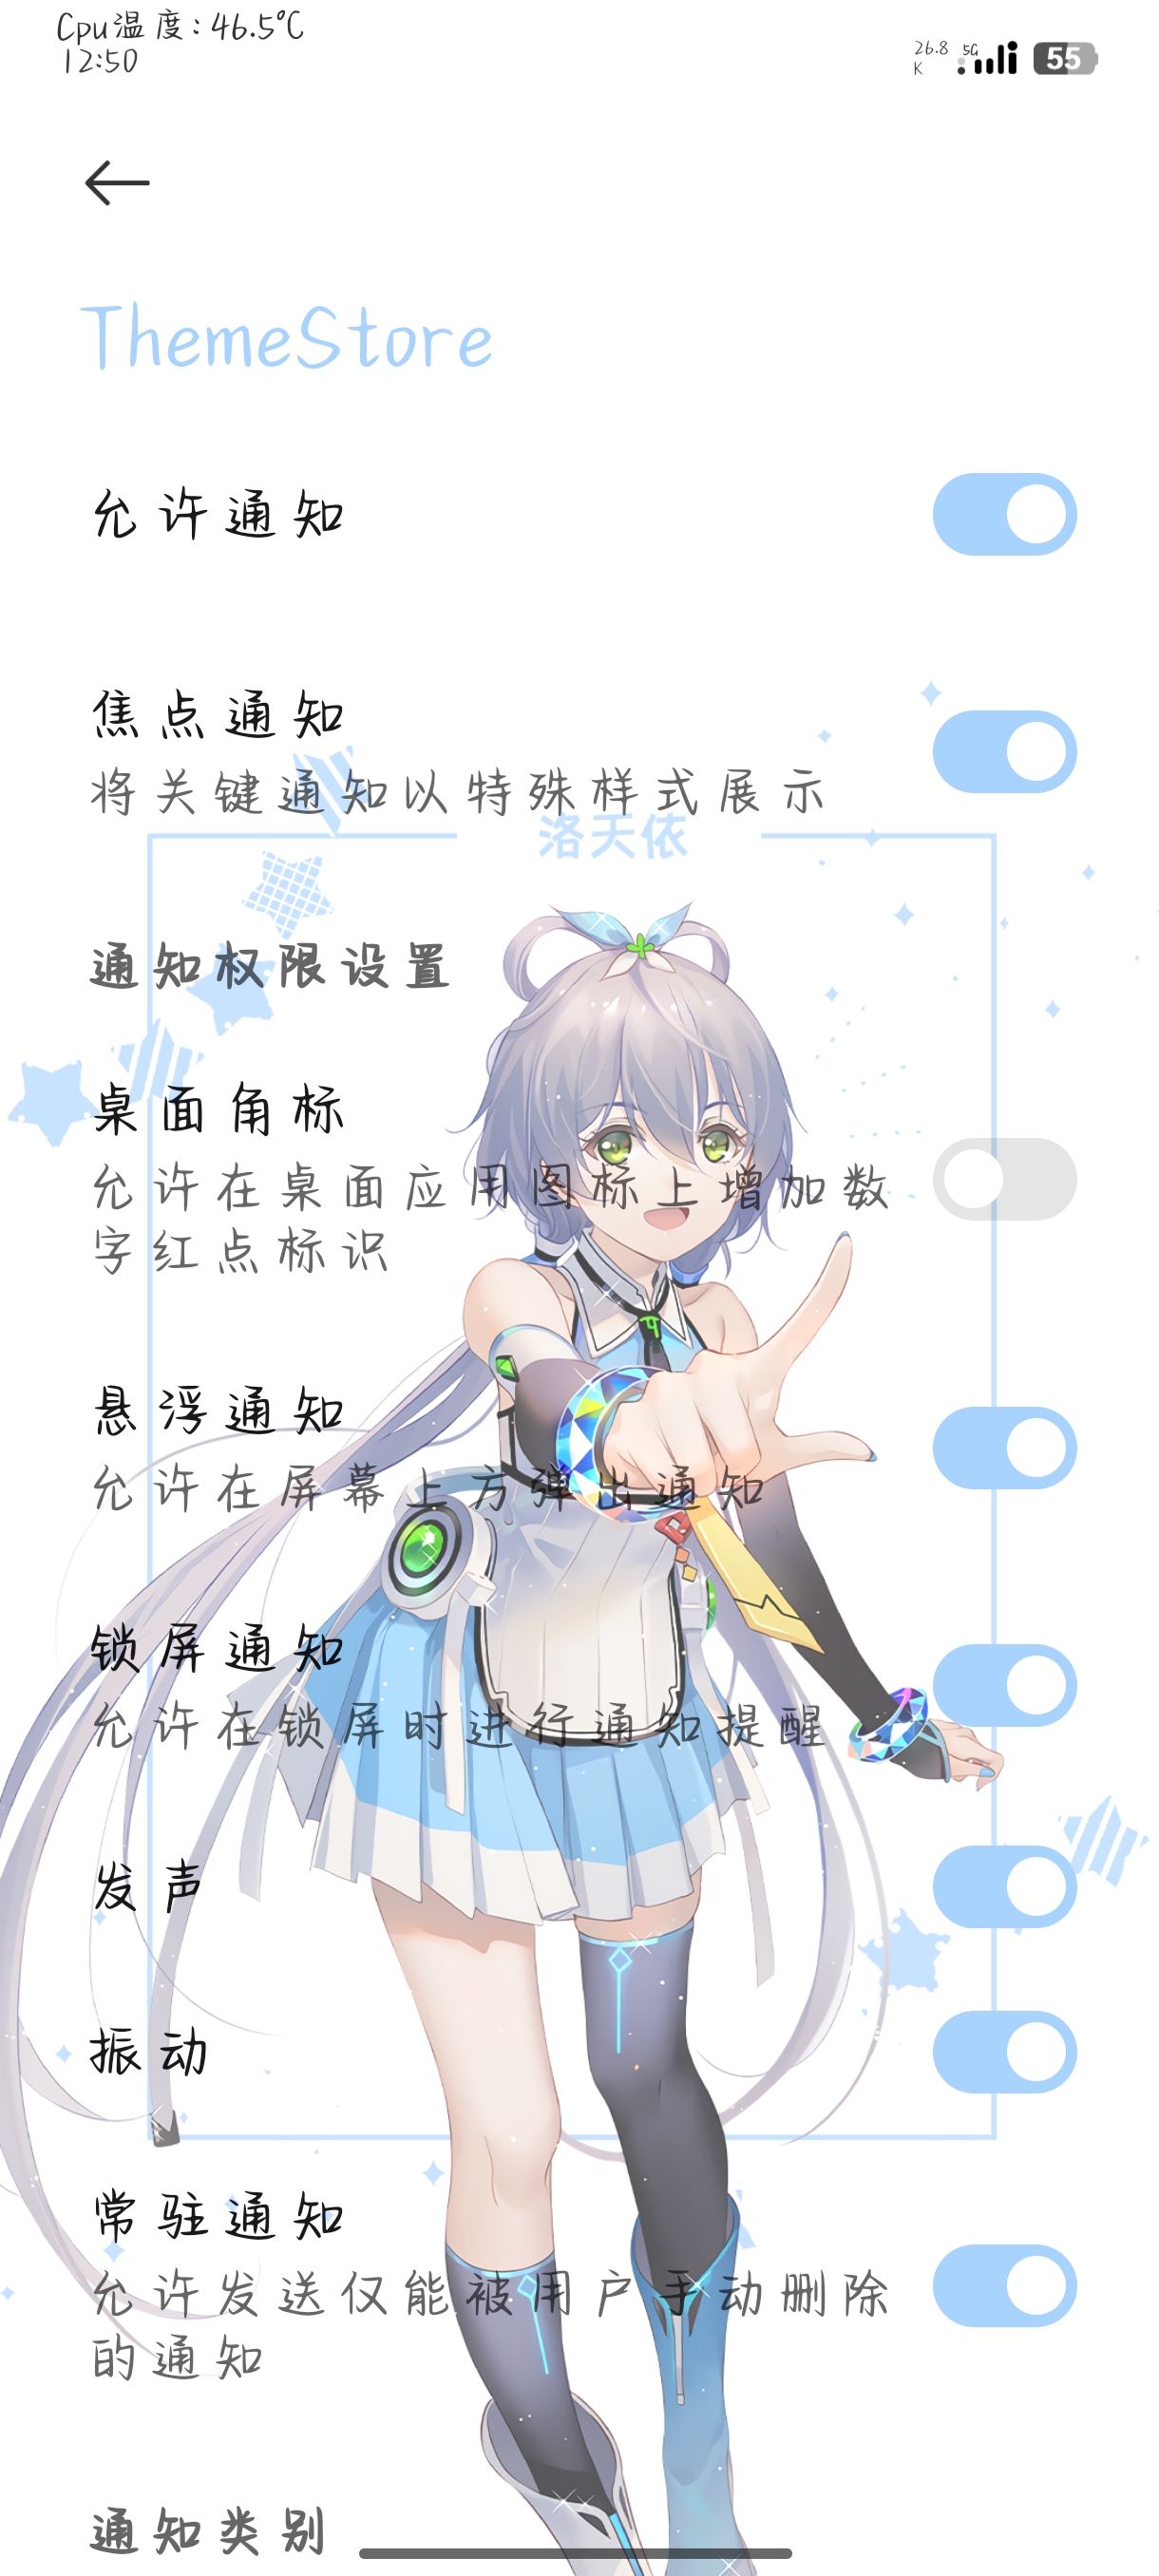 Cpu温度:46.5°C
12:50
26.8
K
5G
55
ThemeStore
允许通知
焦点通知
将关键通知以特殊样式展示
洛天依
通知权限设置
桌面角标
允许在桌面应用图标上增加数
字红点标识
悬浮通知
允许在屏幕上方弹出通知
锁屏通知
允许在锁屏时进行通知提醒
发声
振动
常驻通知
允许发送仅能被用户手动删除
的通知
通知类别